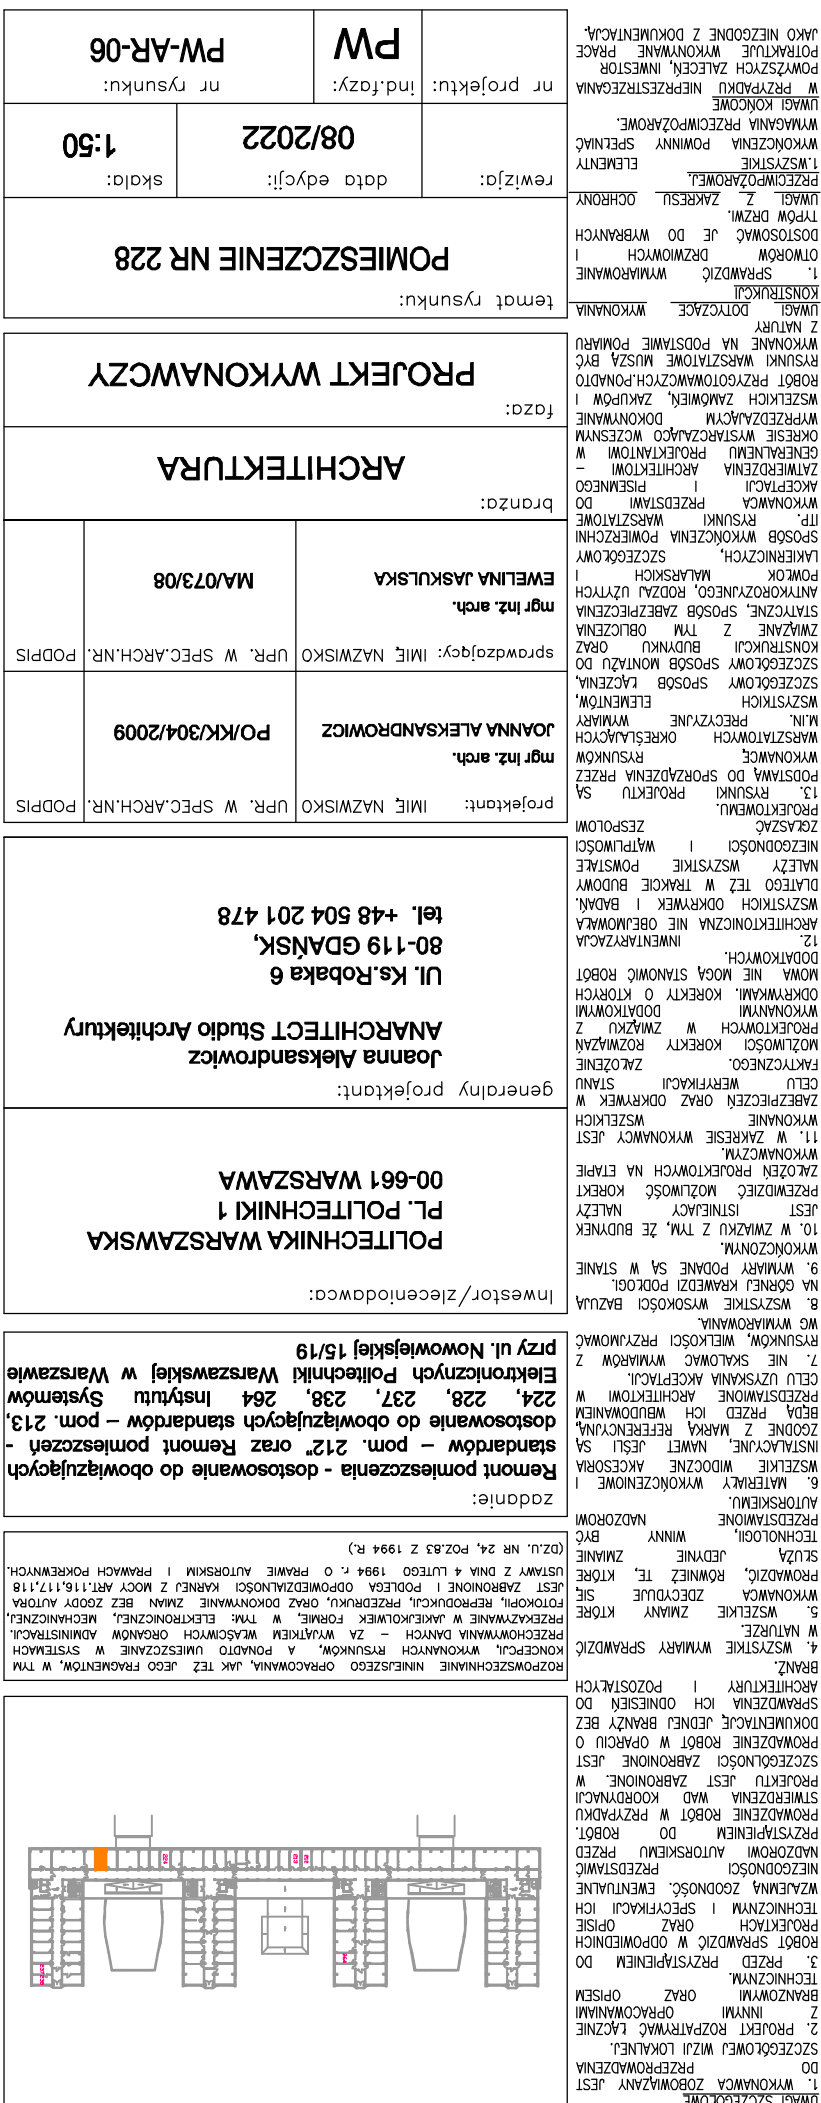 UWAGI SZCZEGÓŁOWE
1. WYKONAWCA ZOBOWIĄZANY JEST
DO PRZEPROWADZENIA
SZCZEGÓŁOWEJ WIZJI LOKALNEJ.
2. PROJEKT ROZPATRYWAĆ ŁĄCZNIE
Z INNYMI OPRACOWANIAMI
BRANŻOWYMI ORAZ OPISEM
TECHNICZNYM.
3. PRZED PRZYSTĄPIENIEM DO
ROBÓT SPRAWDZIĆ W ODPOWIEDNICH
PROJEKTACH ORAZ OPISIE
TECHNICZNYM I SPECYFIKACJI ICH
WZAJEMNĄ ZGODNOŚĆ. EWENTUALNE
NIEZGODNOŚCI PRZEDSTAWIĆ
NADZOROWI AUTORSKIEMU PRZED
PRZYSTĄPIENIEM DO ROBÓT.
PROWADZENIE ROBÓT W PRZYPADKU
STWIERDZENIA WAD KOORDYNACJI
PROJEKTU JEST ZABRONIONE. W
SZCZEGÓLNOŚCI ZABRONIONE JEST
PROWADZENIE ROBÓT W OPARCIU O
DOKUMENTACJĘ JEDNEJ BRANŻY BEZ
SPRAWDZENIA ICH ODNIESIEŃ DO
ARCHITEKTURY I POZOSTAŁYCH
BRANŻ.
4. WSZYSTKIE WYMIARY SPRAWDZIĆ
W NATURZE.
5. WSZELKIE ZMIANY KTÓRE
WYKONAWCA ZDECYDUJE SIĘ
PROWADZIĆ, RÓWNIEŻ TE, KTÓRE
SŁUŻĄ JEDYNIE ZMIANIE
TECHNOLOGII, WINNY BYĆ
PRZEDSTAWIONE NADZOROWI
AUTORSKIEMU.
6. MATERIAŁY WYKOŃCZENIOWE I
WSZELKIE WIDOCZNE AKCESORIA
INSTALACYJNE, NAWET JEŚLI SĄ
ZGODNE Z MARKĄ REFERENCYJNĄ,
BĘDĄ PRZED ICH WBUDOWANIEM
PRZEDSTAWIONE ARCHITEKTOWI W
CELU UZYSKANIA AKCEPTACJI.
7. NIE SKALOWAĆ WYMIARÓW Z
RYSUNKÓW, WIELKOŚCI PRZYJMOWAĆ
WG WYMIAROWANIA.
8. WSZYSTKIE WYSOKOŚCI BAZUJĄ
NA GÓRNEJ KRAWĘDZI PODŁOGI.
9. WYMIARY PODANE SĄ W STANIE
WYKOŃCZONYM.
10. W ZWIĄZKU Z TYM, ŻE BUDYNEK
JEST ISTNIEJĄCY NALEŻY
PRZEWIDZIEĆ MOŻLIWOŚĆ KOREKT
ZAŁOŻEŃ PROJEKTOWYCH NA ETAPIE
WYKONAWCZYM.
11. W ZAKRESIE WYKONAWCY JEST
WYKONANIE WSZELKICH
ZABEZPIECZEŃ ORAZ ODKRYWEK W
CELU WERYFIKACJI STANU
FAKTYCZNEGO. ZAŁOŻENIE
MOŻLIWOŚCI KOREKTY ROZWIĄZAŃ
PROJEKTOWYCH W ZWIĄZKU Z
WYKONANYMI DODATKOWYMI
ODKRYWKAMI. KOREKTY O KTÓRYCH
MOWA NIE MOGĄ STANOWIĆ ROBÓT
DODATKOWYCH.
12. INWENTARYZACJA
ARCHITEKTONICZNA NIE OBEJMOWAŁA
WSZYSTKICH ODKRYWEK I BADAŃ.
DLATEGO TEŻ W TRAKCIE BUDOWY
NALEŻY WSZYSTKIE POWSTAŁE
NIEZGODNOŚCI I WĄTPLIWOŚCI
ZGŁASZAĆ ZESPOŁOWI
PROJEKTOWEMU.
13. RYSUNKI PROJEKTU SĄ
PODSTAWĄ DO SPORZĄDZENIA PRZEZ
WYKONAWCĘ RYSUNKÓW
WARSZTATOWYCH OKREŚLAJĄCYCH
M.IN. PRECYZYJNE WYMIARY
WSZYSTKICH ELEMENTÓW,
SZCZEGÓŁOWY SPOSÓB ŁĄCZENIA,
SZCZEGÓŁOWY SPOSÓB MONTAŻU DO
KONSTRUKCJI BUDYNKU ORAZ
ZWIĄZANE Z TYM OBLICZENIA
STATYCZNE, SPOSÓB ZABEZPIECZENIA
ANTYKOROZYJNEGO, RODZAJ UŻYTYCH
POWŁOK MALARSKICH I
LAKIERNICZYCH, SZCZEGÓŁOWY
SPOSÓB WYKOŃCZENIA POWIERZCHNI
ITP. RYSUNKI WARSZTATOWE
WYKONAWCA PRZEDSTAWI DO
AKCEPTACJI I PISEMNEGO
ZATWIERDZENIA ARCHITEKTOWI –
GENERALNEMU PROJEKTANTOWI W
OKRESIE WYSTARCZAJĄCO WCZESNYM
WYPRZEDZAJĄCYM DOKONYWANIE
WSZELKICH ZAMÓWIEŃ, ZAKUPÓW I
ROBÓT PRZYGOTOWAWCZYCH.PONADTO
RYSUNKI WARSZTATOWE MUSZĄ BYĆ
WYKONANE NA PODSTAWIE POMIARU
Z NATURY
UWAGI DOTYCZĄCE WYKONANIA
KONSTRUKCJI
1. SPRAWDZIĆ WYMIAROWANIE
OTWORÓW DRZWIOWYCH I
DOSTOSOWAĆ JE DO WYBRANYCH
TYPÓW DRZWI.
UWAGI Z ZAKRESU OCHRONY
PRZECIWPOŻAROWEJ.
1.WSZYSTKIE ELEMENTY
WYKOŃCZENIA POWINNY SPEŁNIAĆ
WYMAGANIA PRZECIWPOŻAROWE.
UWAGI KOŃCOWE
W PRZYPADKU NIEPRZESTRZEGANIA
POWYŻSZYCH ZALECEŃ, INWESTOR
POTRAKTUJE WYKONYWANE PRACE
JAKO NIEZGODNE Z DOKUMENTACJĄ.
264
237/238
212
213
224
ROZPOWSZECHNIANIE NINIEJSZEGO OPRACOWANIA, JAK TEŻ JEGO FRAGMENTÓW, W TYM
KONCEPCJI, WYKONANYCH RYSUNKÓW, A PONADTO UMIESZCZANIE W SYSTEMACH
PRZECHOWYWANIA DANYCH – ZA WYJĄTKIEM WŁAŚCIWYCH ORGANÓW ADMINISTRACJI.
PRZEKAZYWANIE W JAKIEJKOLWIEK FORMIE, W TYM: ELEKTRONICZNEJ, MECHANICZNEJ,
FOTOKOPII, REPRODUKCJI, PRZEDRUKU, ORAZ DOKONYWANIE ZMIAN BEZ ZGODY AUTORA
JEST ZABRONIONE I PODLEGA ODPOWIEDZIALNOŚCI KARNEJ Z MOCY ART.116,117,118
USTAWY Z DNIA 4 LUTEGO 1994 r. O PRAWIE AUTORSKIM I PRAWACH POKREWNYCH.
(DZ.U. NR 24, POZ.83 Z 1994 R.)
zadanie:
Remont pomieszczenia - dostosowanie do obowiązujących
standardów – pom. 212" oraz Remont pomieszczeń -
dostosowanie do obowiązujących standardów – pom. 213,
224, 228, 237, 238, 264 Instytutu Systemów
Elektronicznych Politechniki Warszawskiej w Warszawie
przy ul. Nowowiejskiej 15/19
Inwestor/zleceniodawca:
POLITECHNIKA WARSZAWSKA
PL. POLITECHNIKI 1
00-661 WARSZAWA
generalny projektant:
Joanna Aleksandrowicz
ANARCHITECT Studio Architektury
Ul. Ks.Robaka 6
80-119 GDAŃSK,
tel. +48 504 201 478
projektant: IMIĘ NAZWISKO UPR. W SPEC.ARCH.NR. PODPIS
mgr inż. arch.
JOANNA ALEKSANDROWICZ PO/KK/304/2009
sprawdzający: IMIĘ NAZWISKO UPR. W SPEC.ARCH.NR. PODPIS
mgr inż. arch.
EWELINA JASKULSKA MA/073/08
branża:
ARCHITEKTURA
faza:
PROJEKT WYKONAWCZY
temat rysunku:
POMIESZCZENIE NR 228
rewizja: data edycji: skala:
08/2022 1:50
nr projektu: ind.fazy: nr rysunku:
PW PW-AR-06